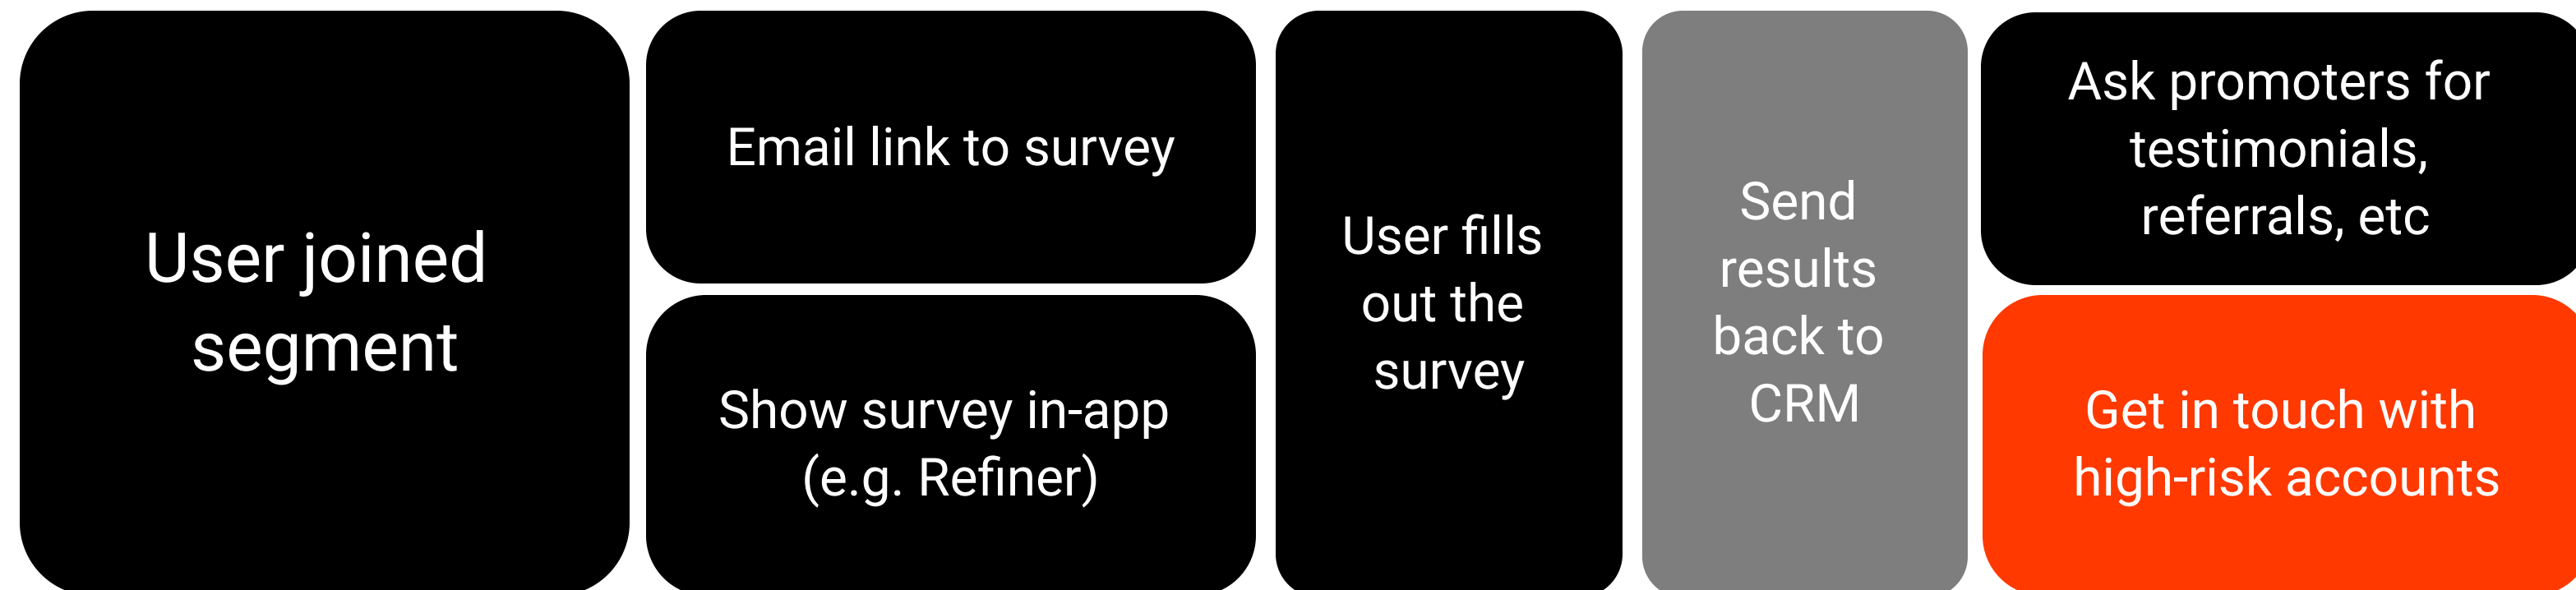 User joined
segment
Email link to survey
Show survey in-app
(e.g. Refiner)
User fills
out the
survey
Send
results
back to
CRM
Ask promoters for
testimonials,
referrals, etc
Get in touch with
high-risk accounts